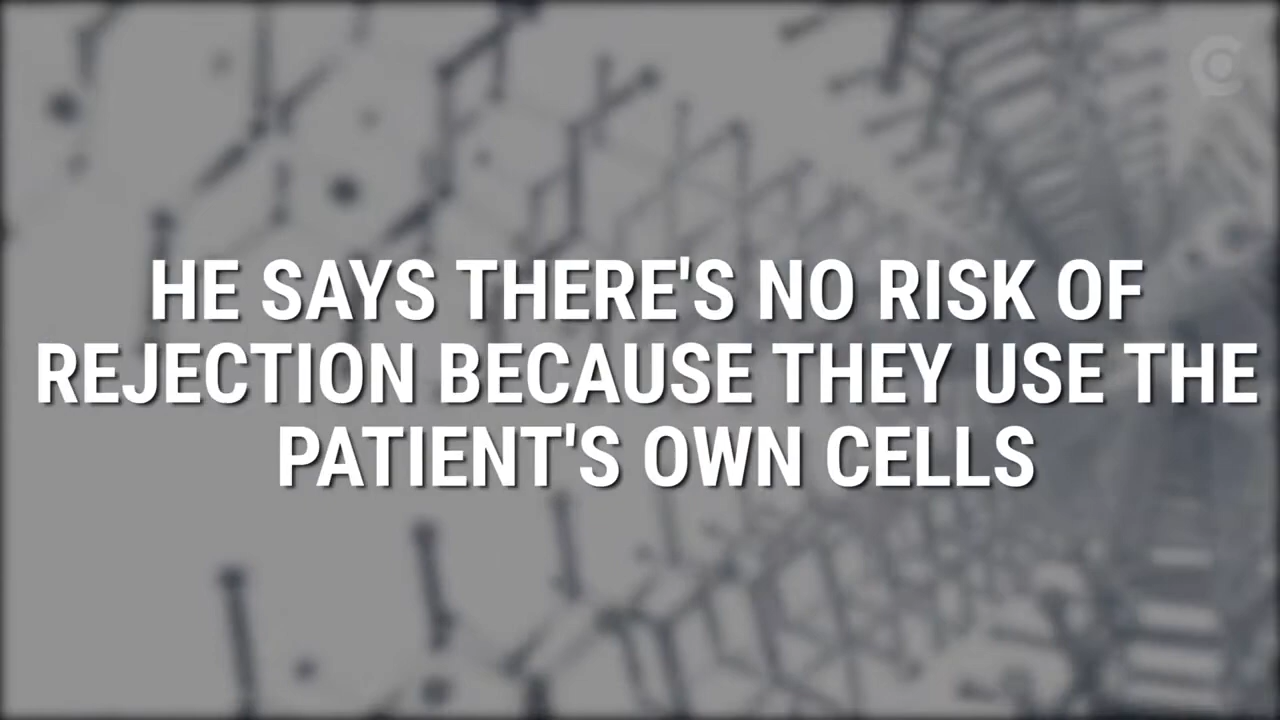 HE SAYS THERE'S NO RISK OF
REJECTION BECAUSE THEY USE THE
PATIENT'S OWN CELLS